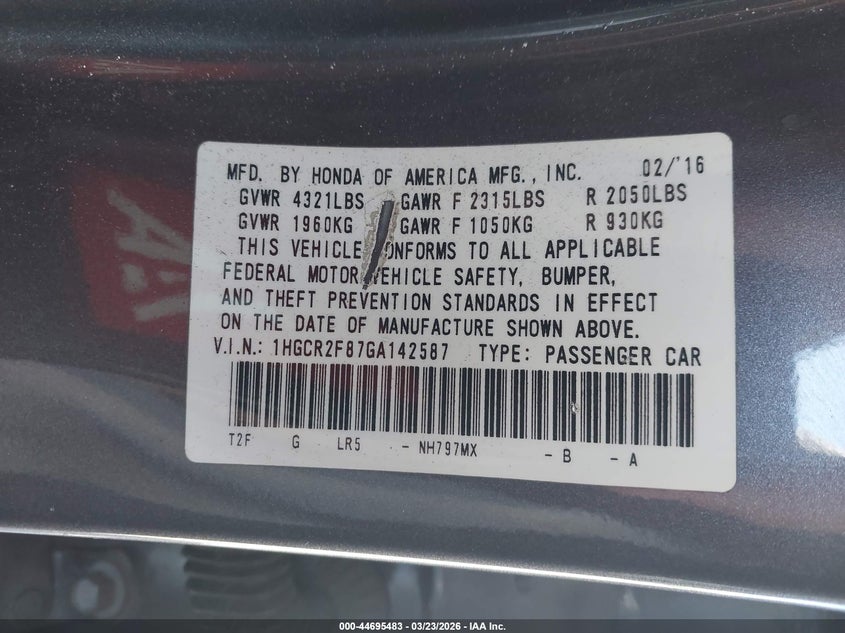 MFD. BY HONDA OF AMERICA MFG., INC. 02/'16
GVWR 4321LBS GAWR F 2315LBS R 2050LBS
GVWR 1960KG GAWR F 1050KG R 930KG
THIS VEHICLE ONFORMS TO ALL APPLICABLE
FEDERAL MOTOR EHICLE SAFETY, BUMPER,
AND THEFT PREVENTION STANDARDS IN EFFECT
ON THE DATE OF MANUFACTURE SHOWN ABOVE.
V.I.N.: 1HGCR2F87GA142587 TYPE: PASSENGER CAR
T2F G LR5 - NH797MX - B - A
000-44695483 - 03/23/2026 - IAA Inc.